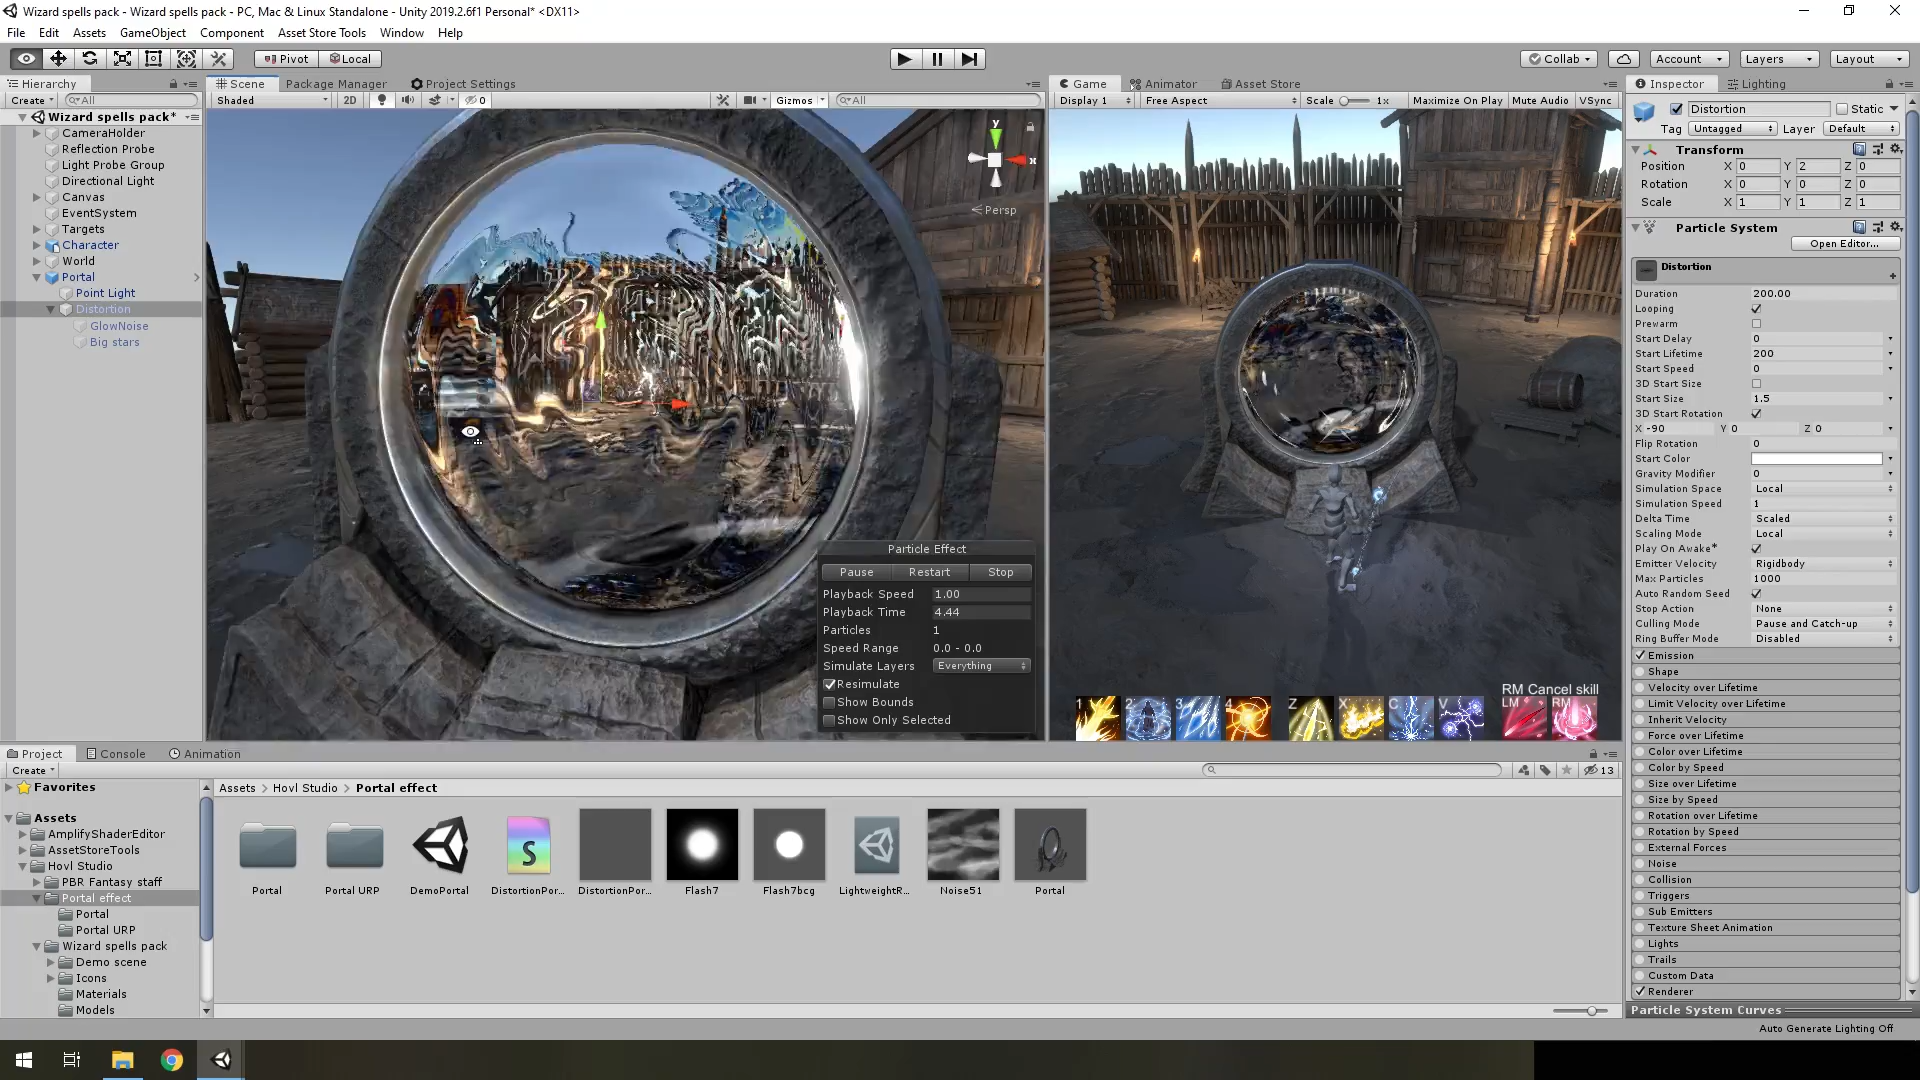 Wizard spells pack - Wizard spells pack - PC, Mac & Linux Standalone - Unity 2019.2.6f1 Personal* <DX11>
File Edit Assets GameObject Component Asset Store Tools Window Help
Pivot Local
Collab Account Layers Layout
Hierarchy
Create All
Wizard spells pack*
CameraHolder
Reflection Probe
Light Probe Group
Directional Light
Canvas
EventSystem
Targets
Character
World
Portal
Point Light
Distortion
GlowNoise
Big stars
Scene Package Manager Project Settings
Shaded 2D 0 Gizmos All
y
x
Persp
Particle Effect
Pause Restart Stop
Playback Speed 1.00
Playback Time 4.44
Particles 1
Speed Range 0.0 - 0.0
Simulate Layers Everything
Resimulate
Show Bounds
Show Only Selected
Game Animator Asset Store
Display 1 Free Aspect Scale 1x Maximize On Play Mute Audio VSync
RM Cancel skill
1 2 3 4 Z X C V LM RM
Inspector Lighting
Distortion Static
Tag Untagged Layer Default
Transform
Position X 0 Y 2 Z 0
Rotation X 0 Y 0 Z 0
Scale X 1 Y 1 Z 1
Particle System
Open Editor...
Distortion
Duration 200.00
Looping
Prewarm
Start Delay 0
Start Lifetime 200
Start Speed 0
3D Start Size
Start Size 1.5
3D Start Rotation
X -90 Y 0 Z 0
Flip Rotation 0
Start Color
Gravity Modifier 0
Simulation Space Local
Simulation Speed 1
Delta Time Scaled
Scaling Mode Local
Play On Awake*
Emitter Velocity Rigidbody
Max Particles 1000
Auto Random Seed
Stop Action None
Culling Mode Pause and Catch-up
Ring Buffer Mode Disabled
Emission
Shape
Velocity over Lifetime
Limit Velocity over Lifetime
Inherit Velocity
Force over Lifetime
Color over Lifetime
Color by Speed
Size over Lifetime
Size by Speed
Rotation over Lifetime
Rotation by Speed
External Forces
Noise
Collision
Triggers
Sub Emitters
Texture Sheet Animation
Lights
Trails
Custom Data
Renderer
Particle System Curves
Auto Generate Lighting Off
Project Console Animation
Create 13
Favorites
Assets
AmplifyShaderEditor
AssetStoreTools
Hovl Studio
PBR Fantasy staff
Portal effect
Portal
Portal URP
Wizard spells pack
Demo scene
Icons
Materials
Models
Assets > Hovl Studio > Portal effect
Portal Portal URP DemoPortal DistortionPor... DistortionPor... Flash7 Flash7bcg LightweightR... Noise51 Portal